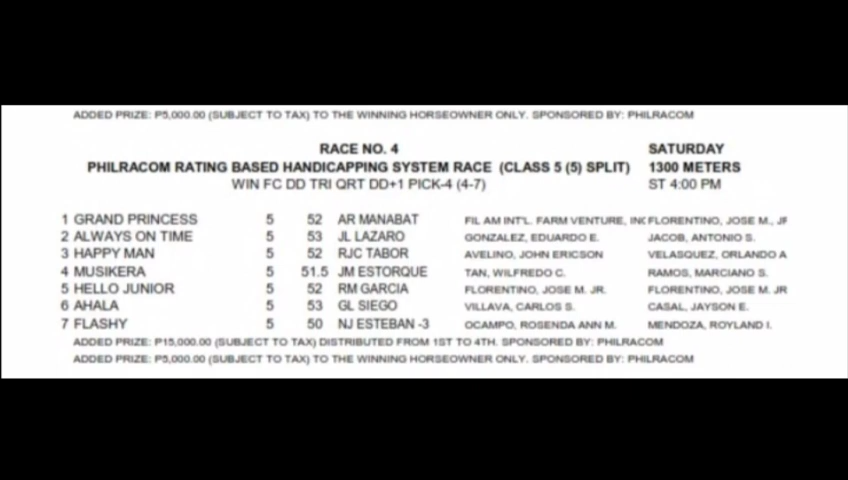 ADDED PRIZE: P5,000.00 (SUBJECT TO TAX) TO THE WINNING HORSEOWNER ONLY. SPONSORED BY: PHILRACOM
RACE NO. 4 SATURDAY
PHILRACOM RATING BASED HANDICAPPING SYSTEM RACE (CLASS 5 (5) SPLIT) 1300 METERS
WIN FC DD TRI QRT DD+1 PICK-4 (4-7) ST 4:00 PM
1 GRAND PRINCESS 5 52 AR MANABAT FIL AM INT'L. FARM VENTURE, INC FLORENTINO, JOSE M., JR
2 ALWAYS ON TIME 5 53 JL LAZARO GONZALEZ, EDUARDO E. JACOB, ANTONIO S.
3 HAPPY MAN 5 52 RJC TABOR AVELINO, JOHN ERICSON VELASQUEZ, ORLANDO A
4 MUSIKERA 5 51.5 JM ESTORQUE TAN, WILFREDO C. RAMOS, MARCIANO S.
5 HELLO JUNIOR 5 52 RM GARCIA FLORENTINO, JOSE M. JR. FLORENTINO, JOSE M. JR
6 AHALA 5 53 GL SIEGO VILLAVA, CARLOS S. CASAL, JAYSON E.
7 FLASHY 5 50 NJ ESTEBAN -3 OCAMPO, ROSENDA ANN M. MENDOZA, ROYLAND I.
ADDED PRIZE: P15,000.00 (SUBJECT TO TAX) DISTRIBUTED FROM 1ST TO 4TH. SPONSORED BY: PHILRACOM
ADDED PRIZE: P5,000.00 (SUBJECT TO TAX) TO THE WINNING HORSEOWNER ONLY. SPONSORED BY: PHILRACOM